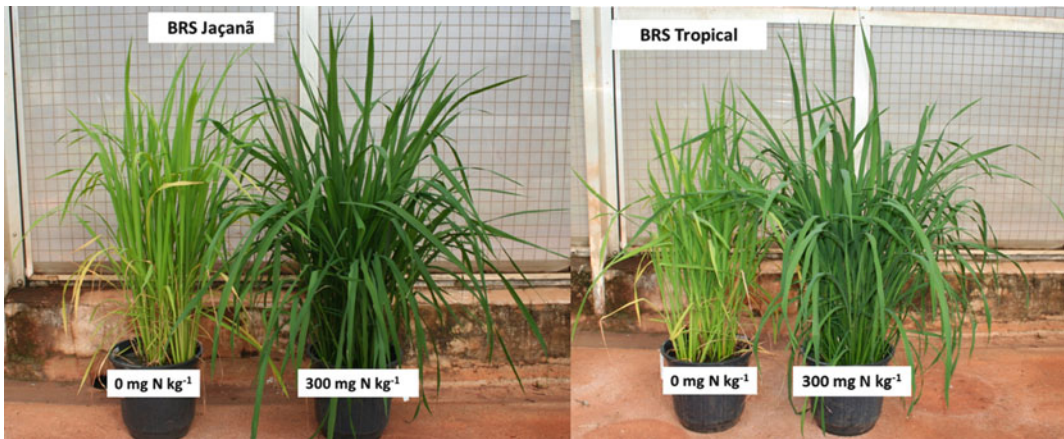 BRS Jaçanã
0 mg N kg⁻¹
300 mg N kg⁻¹
BRS Tropical
0 mg N kg⁻¹
300 mg N kg⁻¹